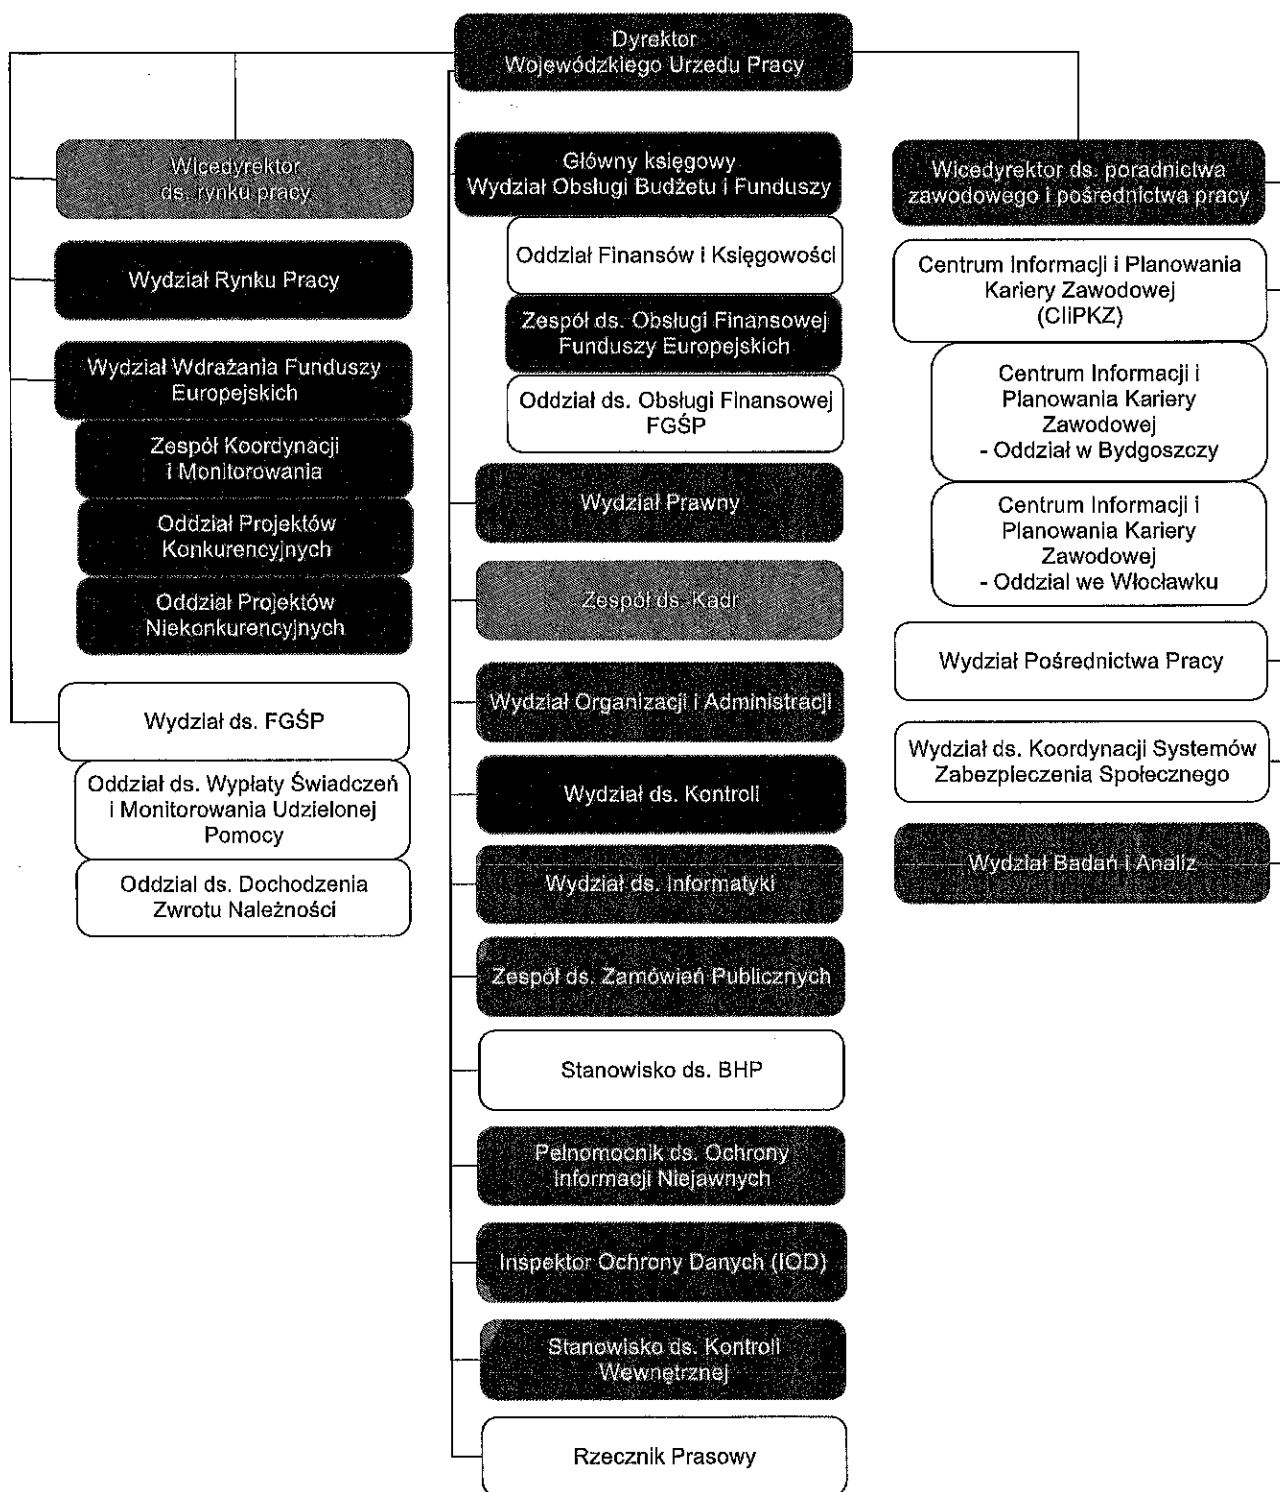 Dyrektor
Wojewódzkiego Urzedu Pracy
Wicedyrektor
ds. rynku pracy
Wydział Rynku Pracy
Wydział Wdrażania Funduszy
Europejskich
Zespół Koordynacji
i Monitorowania
Oddział Projektów
Konkurencyjnych
Oddział Projektów
Niekonkurencyjnych
Wydział ds. FGŚP
Oddział ds. Wypłaty Świadczeń
i Monitorowania Udzielonej
Pomocy
Oddzial ds. Dochodzenia
Zwrotu Należności
Główny księgowy
Wydział Obsługi Budżetu i Funduszy
Oddział Finansów i Księgowości
Zespół ds. Obsługi Finansowej
Funduszy Europejskich
Oddział ds. Obsługi Finansowej
FGŚP
Wydział Prawny
Zespół ds. Kadr
Wydział Organizacji i Administracji
Wydział ds. Kontroli
Wydział ds. Informatyki
Zespół ds. Zamówień Publicznych
Stanowisko ds. BHP
Pełnomocnik ds. Ochrony
Informacji Niejawnych
Inspektor Ochrony Danych (IOD)
Stanowisko ds. Kontroli
Wewnętrznej
Rzecznik Prasowy
Wicedyrektor ds. poradnictwa
zawodowego i pośrednictwa pracy
Centrum Informacji i Planowania
Kariery Zawodowej
(CIiPKZ)
Centrum Informacji i
Planowania Kariery
Zawodowej
- Oddział w Bydgoszczy
Centrum Informacji i
Planowania Kariery
Zawodowej
- Oddzial we Włocławku
Wydział Pośrednictwa Pracy
Wydział ds. Koordynacji Systemów
Zabezpieczenia Społecznego
Wydział Badań i Analiz